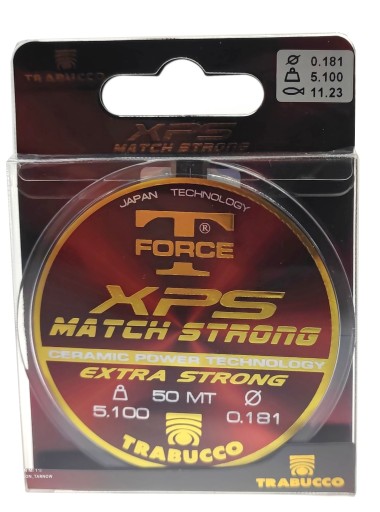 TRABUCCO
0.181
5.100
11.23
XPS
MATCH STRONG
JAPAN TECHNOLOGY
T ®
FORCE
XPS
MATCH STRONG
CERAMIC POWER TECHNOLOGY
EXTRA STRONG
50 MT
5.100 0.181
TRABUCCO
TRABUCCO